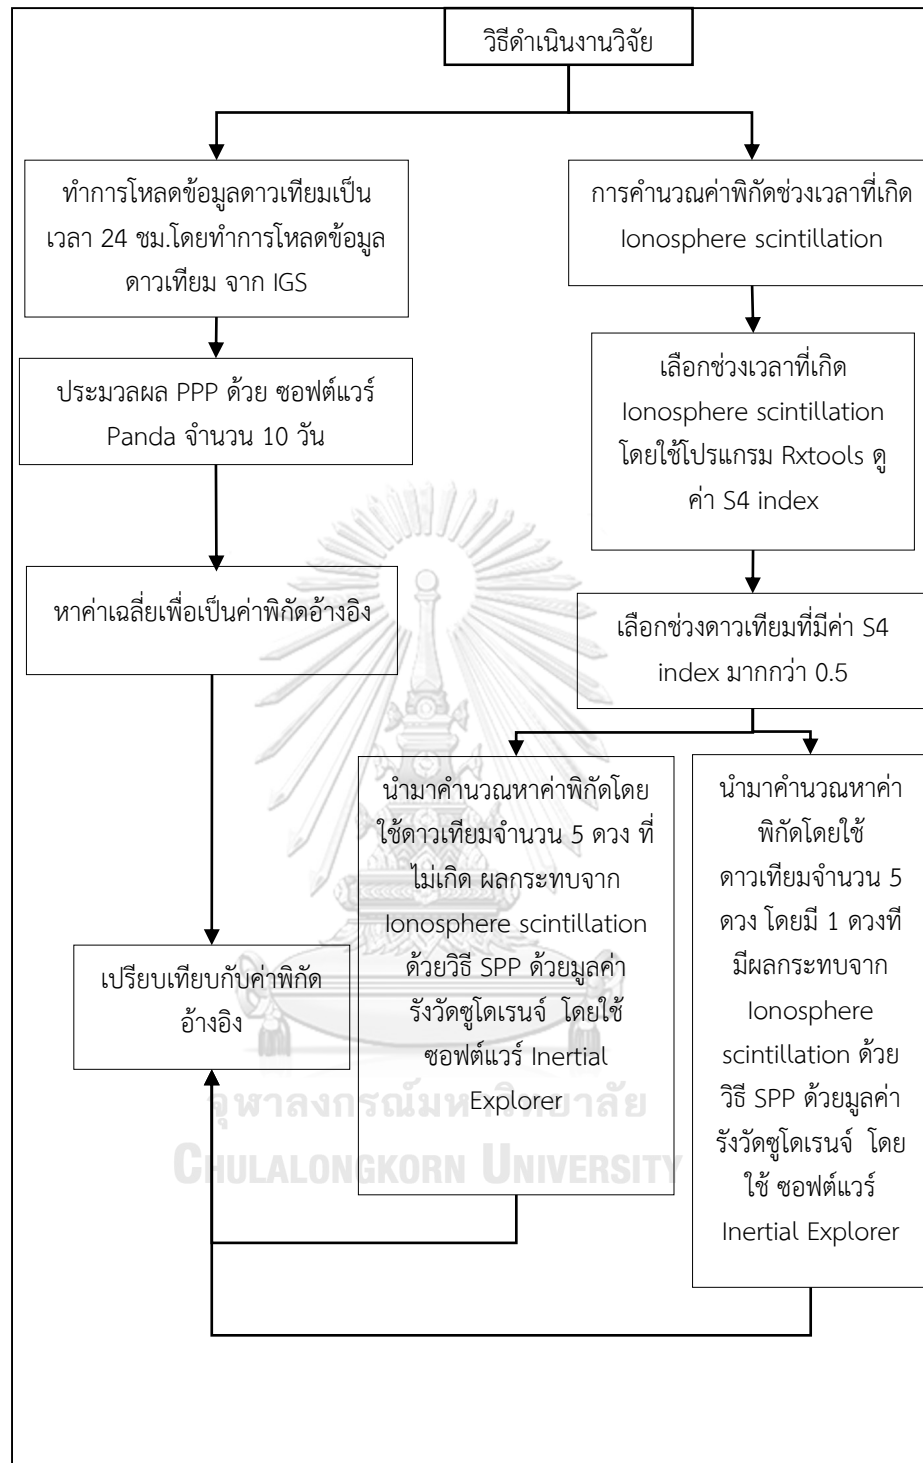 วิธีดำเนินงานวิจัย
ทำการโหลดข้อมูลดาวเทียมเป็น
เวลา 24 ชม.โดยทำการโหลดข้อมูล
ดาวเทียม จาก IGS
ประมวลผล PPP ด้วย ซอฟต์แวร์
Panda จำนวน 10 วัน
หาค่าเฉลี่ยเพื่อเป็นค่าพิกัดอ้างอิง
เปรียบเทียบกับค่าพิกัด
อ้างอิง
การคำนวณค่าพิกัดช่วงเวลาที่เกิด
Ionosphere scintillation
เลือกช่วงเวลาที่เกิด
Ionosphere scintillation
โดยใช้โปรแกรม Rxtools ดู
ค่า S4 index
เลือกช่วงดาวเทียมที่มีค่า S4
index มากกว่า 0.5
นำมาคำนวณหาค่าพิกัดโดย
ใช้ดาวเทียมจำนวน 5 ดวง ที่
ไม่เกิด ผลกระทบจาก
Ionosphere scintillation
ด้วยวิธี SPP ด้วยมูลค่า
รังวัดซูโดเรนจ์ โดยใช้
ซอฟต์แวร์ Inertial
Explorer
นำมาคำนวณหาค่า
พิกัดโดยใช้
ดาวเทียมจำนวน 5
ดวง โดยมี 1 ดวงที
มีผลกระทบจาก
Ionosphere
scintillation ด้วย
วิธี SPP ด้วยมูลค่า
รังวัดซูโดเรนจ์ โดย
ใช้ ซอฟต์แวร์
Inertial Explorer
จุฬาลงกรณ์มหาวิทยาลัย
CHULALONGKORN UNIVERSITY